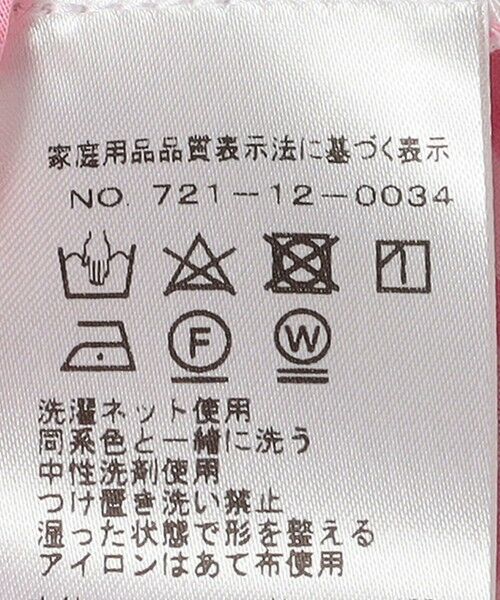 家庭用品品質表示法に基づく表示
NO. 721-12-0034
F W
洗濯ネット使用
同系色と一緒に洗う
中性洗剤使用
つけ置き洗い禁止
湿った状態で形を整える
アイロンはあて布使用